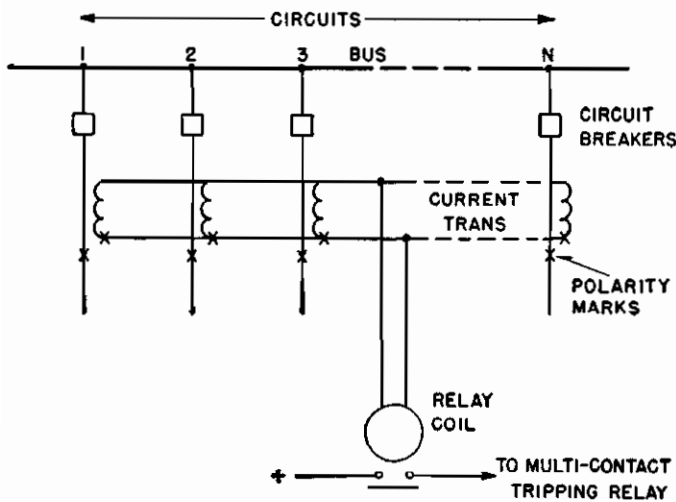 CIRCUITS
1 2 3 BUS N
CIRCUIT
BREAKERS
CURRENT
TRANS
POLARITY
MARKS
RELAY
COIL
+
TO MULTI-CONTACT
TRIPPING RELAY